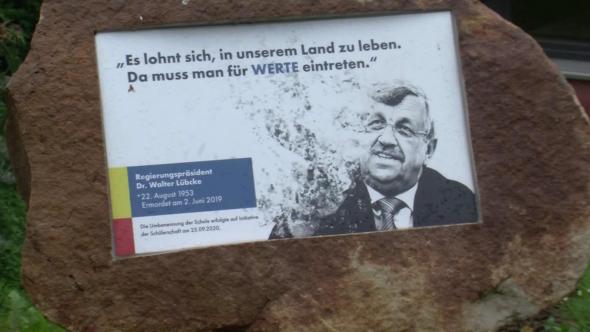 „Es lohnt sich, in unserem Land zu leben.
Da muss man für WERTE eintreten.“
Regierungspräsident
Dr. Walter Lübcke
* 22. August 1953
Ermordet am 2. Juni 2019
Die Umbenennung der Schule erfolgte auf Initiative
der Schülerschaft am 25.09.2020.